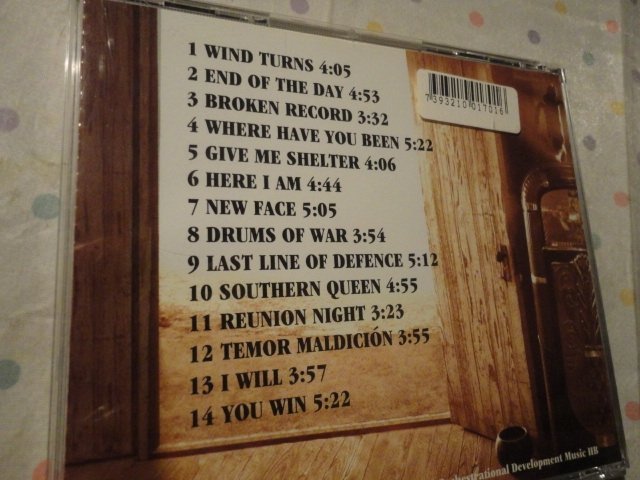 1 WIND TURNS 4:05
2 END OF THE DAY 4:53
3 BROKEN RECORD 3:32
4 WHERE HAVE YOU BEEN 5:22
5 GIVE ME SHELTER 4:06
6 HERE I AM 4:44
7 NEW FACE 5:05
8 DRUMS OF WAR 3:54
9 LAST LINE OF DEFENCE 5:12
10 SOUTHERN QUEEN 4:55
11 REUNION NIGHT 3:23
12 TEMOR MALDICIÓN 3:55
13 I WILL 3:57
14 YOU WIN 5:22
7393210 017016
Development Music HB